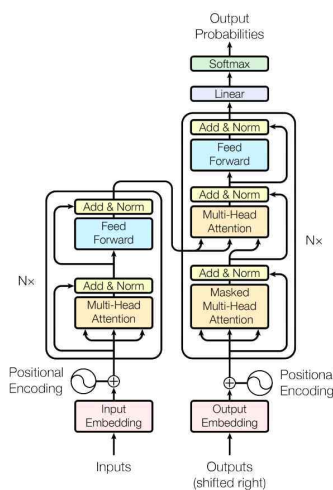 Output
Probabilities
Softmax
Linear
Add & Norm
Feed
Forward
Add & Norm
Multi-Head
Attention
Add & Norm
Masked
Multi-Head
Attention
N×
Add & Norm
Feed
Forward
N×
Add & Norm
Multi-Head
Attention
Positional
Encoding
Positional
Encoding
Input
Embedding
Output
Embedding
Inputs
Outputs
(shifted right)